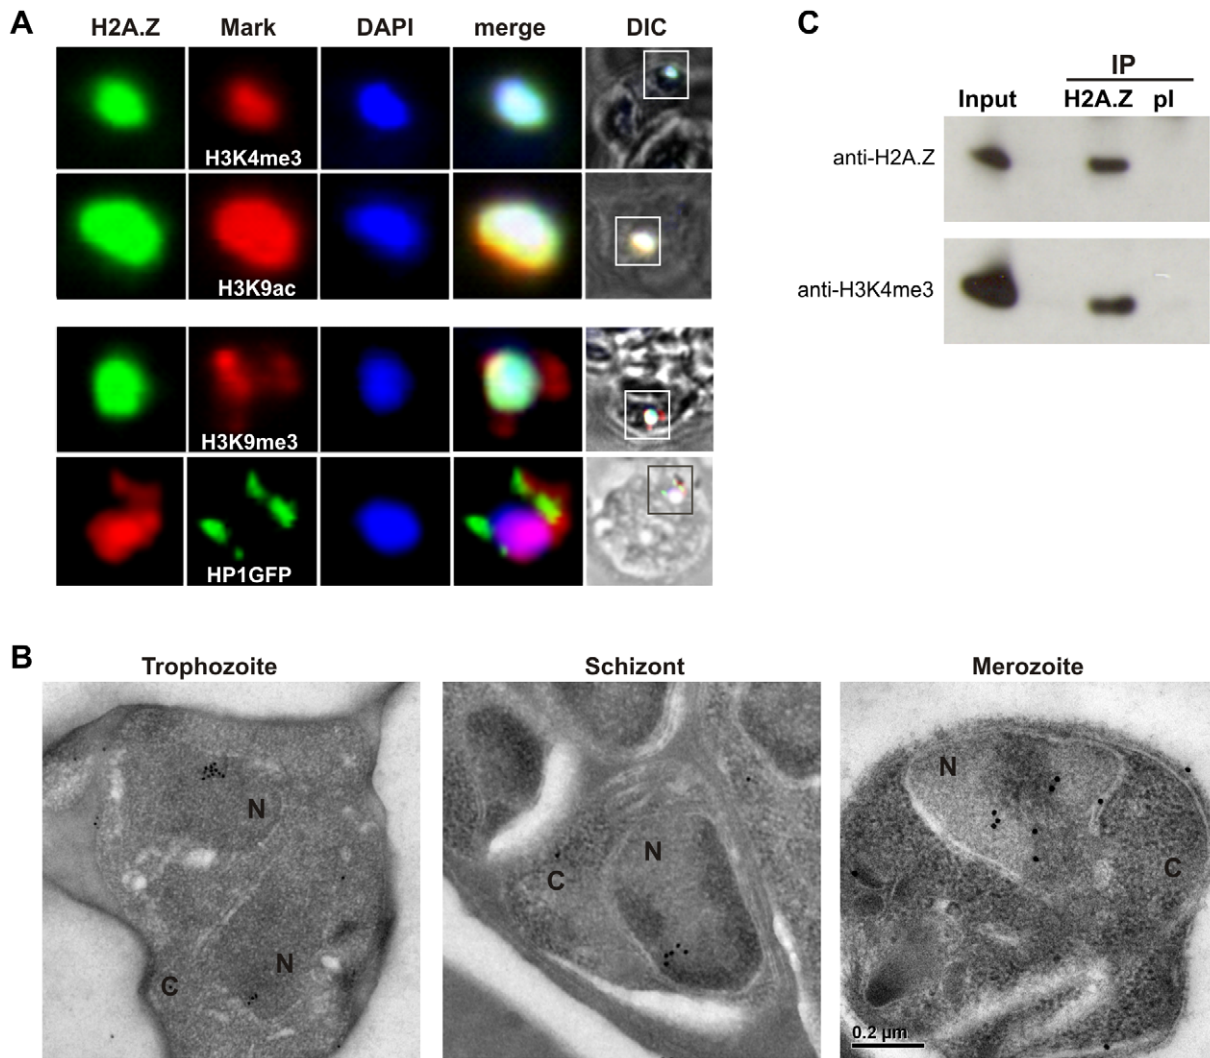 A
H2A.Z Mark DAPI merge DIC
H3K4me3
H3K9ac
H3K9me3
HP1GFP
C
IP
Input H2A.Z pI
anti-H2A.Z
anti-H3K4me3
B
Trophozoite Schizont Merozoite
N
N
C
N
C
N
C
0.2 µm